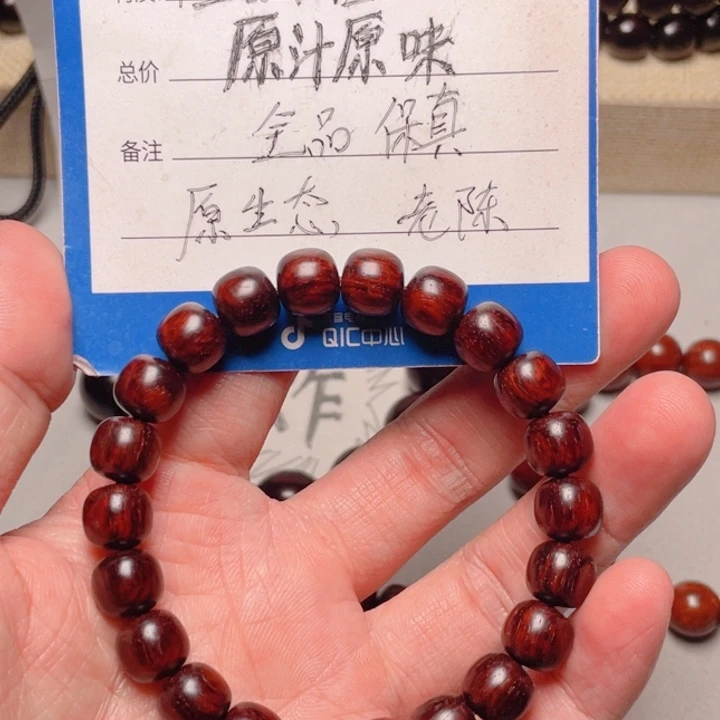 总价 原汁原味
备注 全品 保真
原生态, 老陈
QIC中心
作